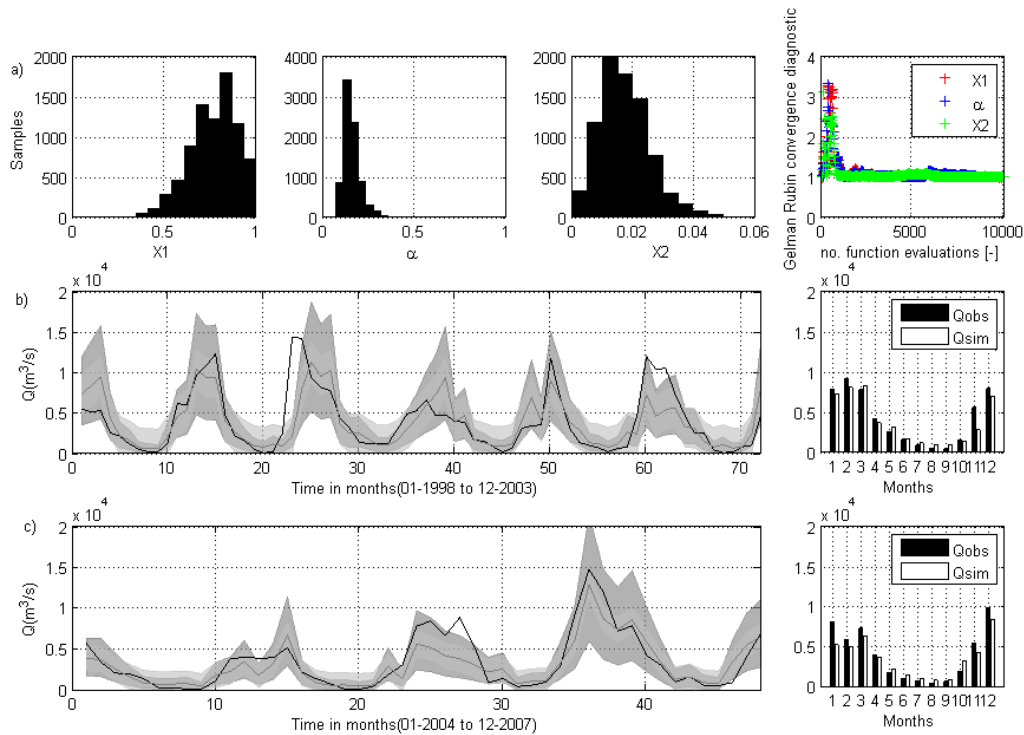 a)
Samples
2000
1500
1000
500
0
0
0.5
1
X1
4000
3000
2000
1000
0
0
0.5
1
α
2000
1500
1000
500
0
0
0.02
0.04
0.06
X2
Gelman Rubin convergence diagnostic
4
3
2
1
0
X1
α
X2
0
5000
10000
no. function evaluations [-]
b)
x 10⁴
Q(m³/s)
2
1.5
1
0.5
0
0
10
20
30
40
50
60
70
Time in months(01-1998 to 12-2003)
x 10⁴
2
1.5
1
0.5
0
Qobs
Qsim
1 2 3 4 5 6 7 8 9 101112
Months
c)
x 10⁴
Q(m³/s)
2
1.5
1
0.5
0
0
10
20
30
40
Time in months(01-2004 to 12-2007)
x 10⁴
2
1.5
1
0.5
0
Qobs
Qsim
1 2 3 4 5 6 7 8 9 101112
Months